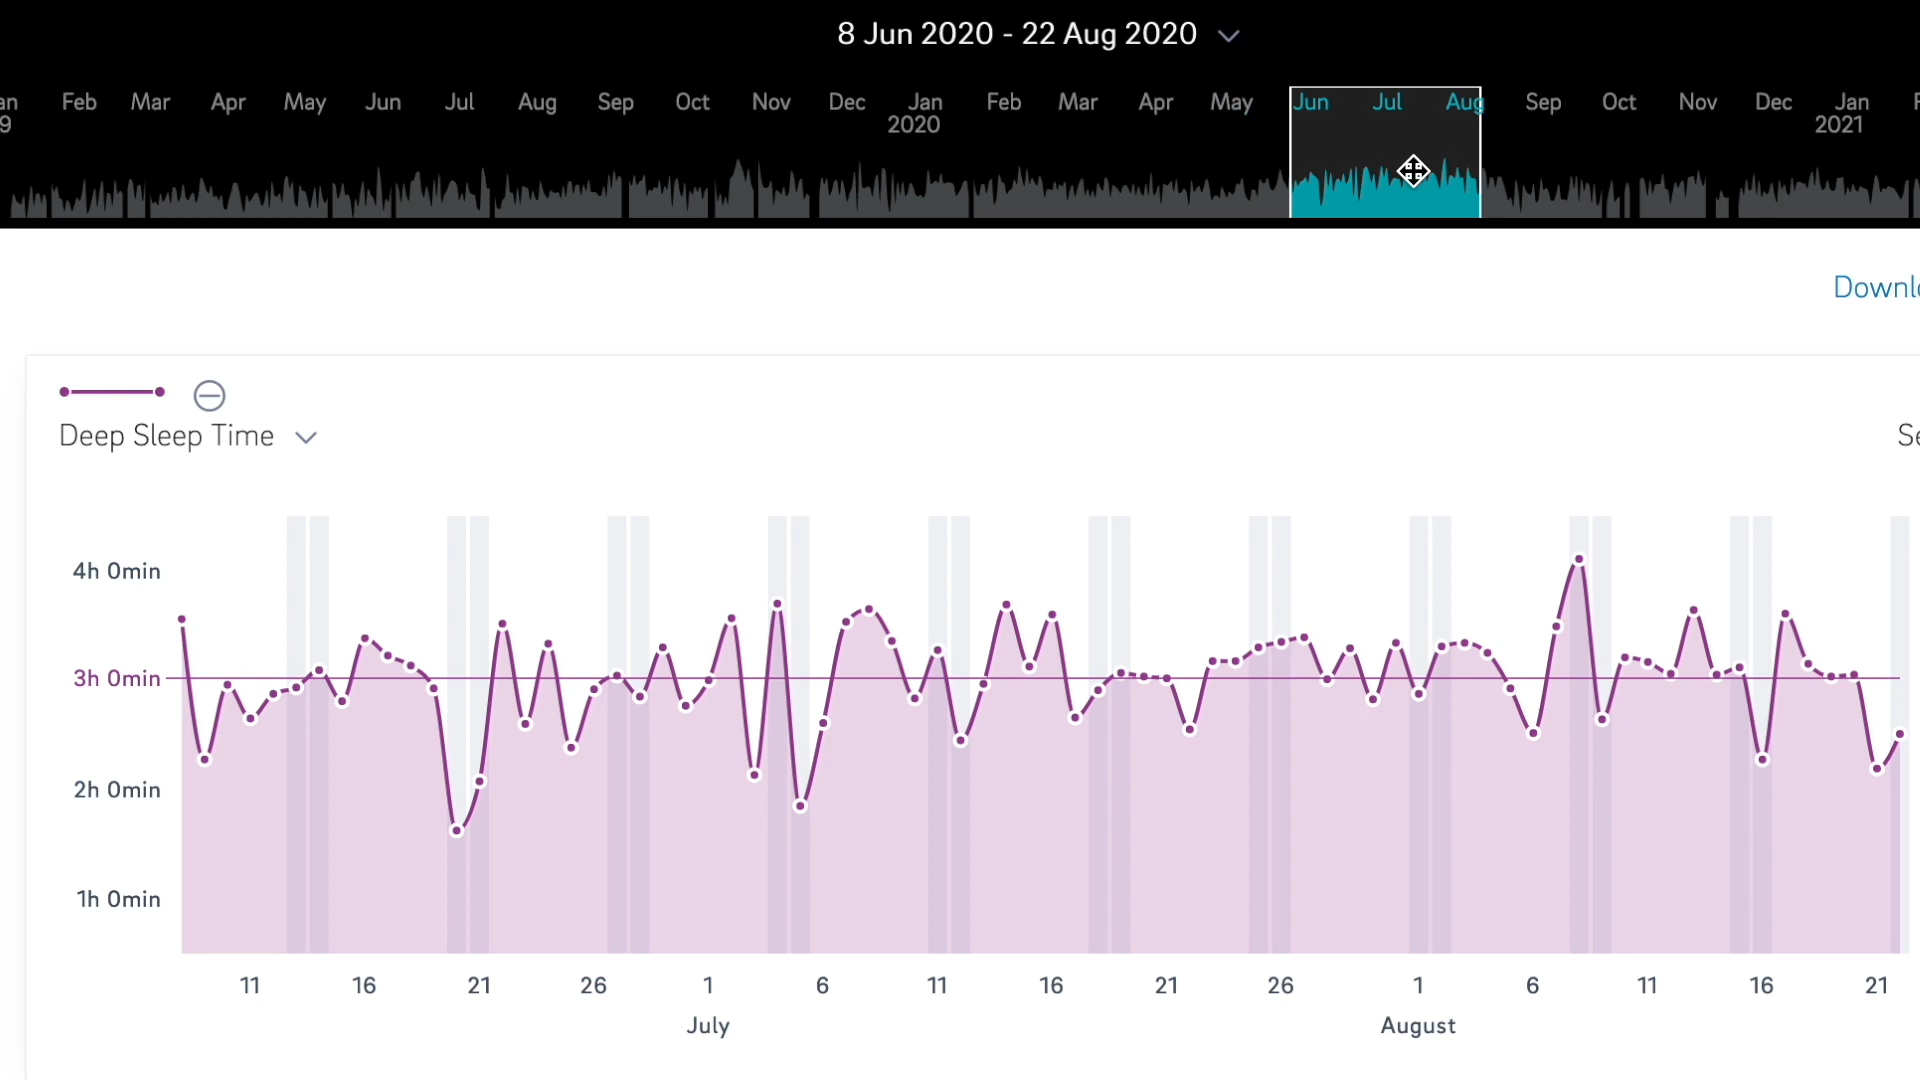 8 Jun 2020 - 22 Aug 2020
Feb Mar Apr May Jun Jul Aug Sep Oct Nov Dec Jan Feb Mar Apr May Jun Jul Aug Sep Oct Nov Dec Jan
2020 2021
Downl
Deep Sleep Time
Se
4h 0min
3h 0min
2h 0min
1h 0min
11 16 21 26 1 6 11 16 21 26 1 6 11 16 21
July August